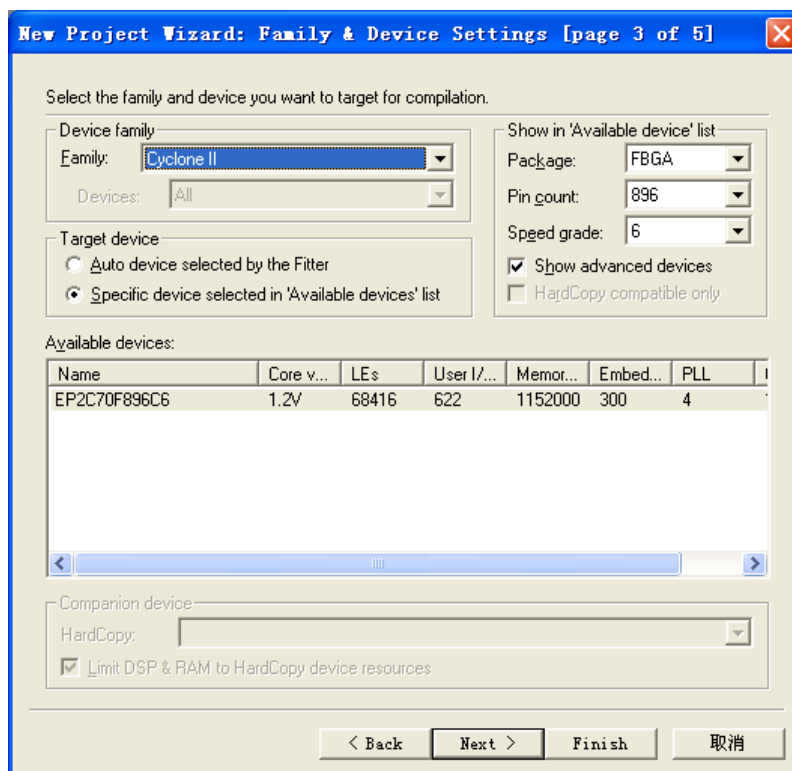 New Project Wizard: Family & Device Settings [page 3 of 5]
Select the family and device you want to target for compilation.
Device family
Family: Cyclone II
Devices: All
Target device
Auto device selected by the Fitter
Specific device selected in 'Available devices' list
Show in 'Available device' list
Package: FBGA
Pin count: 896
Speed grade: 6
Show advanced devices
HardCopy compatible only
Available devices:
Name Core v... LEs User I/... Memor... Embed... PLL
EP2C70F896C6 1.2V 68416 622 1152000 300 4
Companion device
HardCopy:
Limit DSP & RAM to HardCopy device resources
< Back Next > Finish 取消